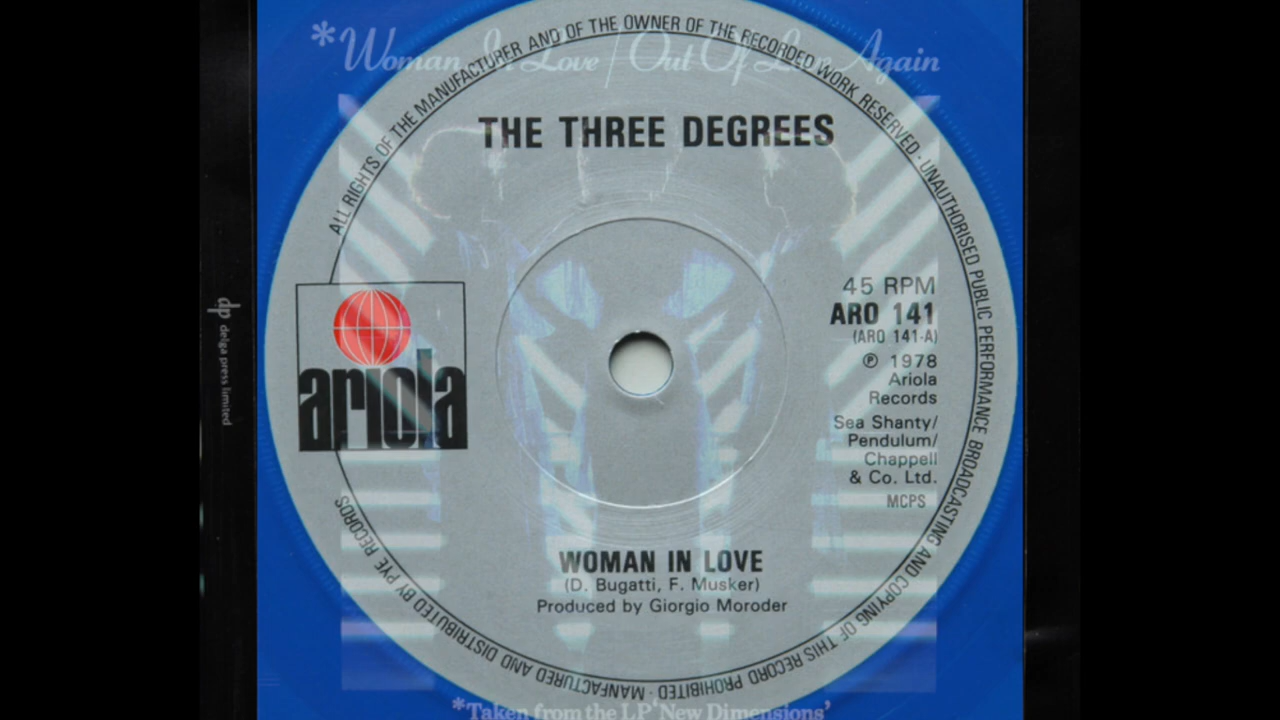 *Woman In Love / Out Of Love Again
ALL RIGHTS OF THE MANUFACTURER AND OF THE OWNER OF THE RECORDED WORK RESERVED · UNAUTHORISED PUBLIC PERFORMANCE BROADCASTING AND COPYING OF THIS RECORD PROHIBITED · MANUFACTURED AND DISTRIBUTED BY PYE RECORDS
THE THREE DEGREES
45 RPM
ARO 141
(ARO 141-A)
℗ 1978
Ariola
Records
Sea Shanty/
Pendulum/
Chappell
& Co. Ltd.
MCPS
ariola
dp delga press limited
WOMAN IN LOVE
(D. Bugatti, F. Musker)
Produced by Giorgio Moroder
*Taken from the LP 'New Dimensions'